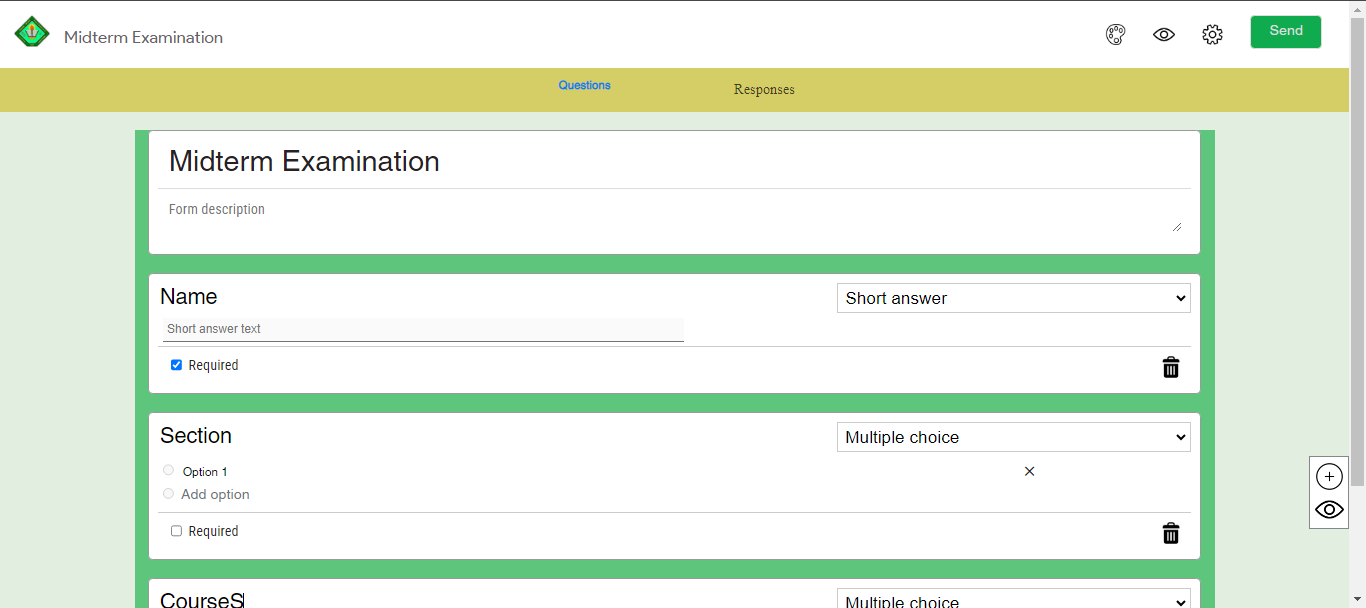 Midterm Examination
Send
Questions
Responses
Midterm Examination
Form description
Name
Short answer
Short answer text
Required
Section
Multiple choice
Option 1
Add option
Required
CourseS
Multiple choice